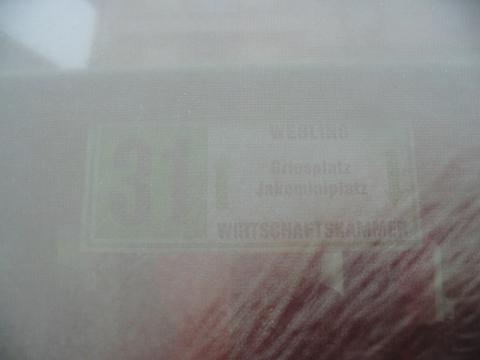 31
WEBLING
Griesplatz
Jakominiplatz
WIRTSCHAFTSKAMMER